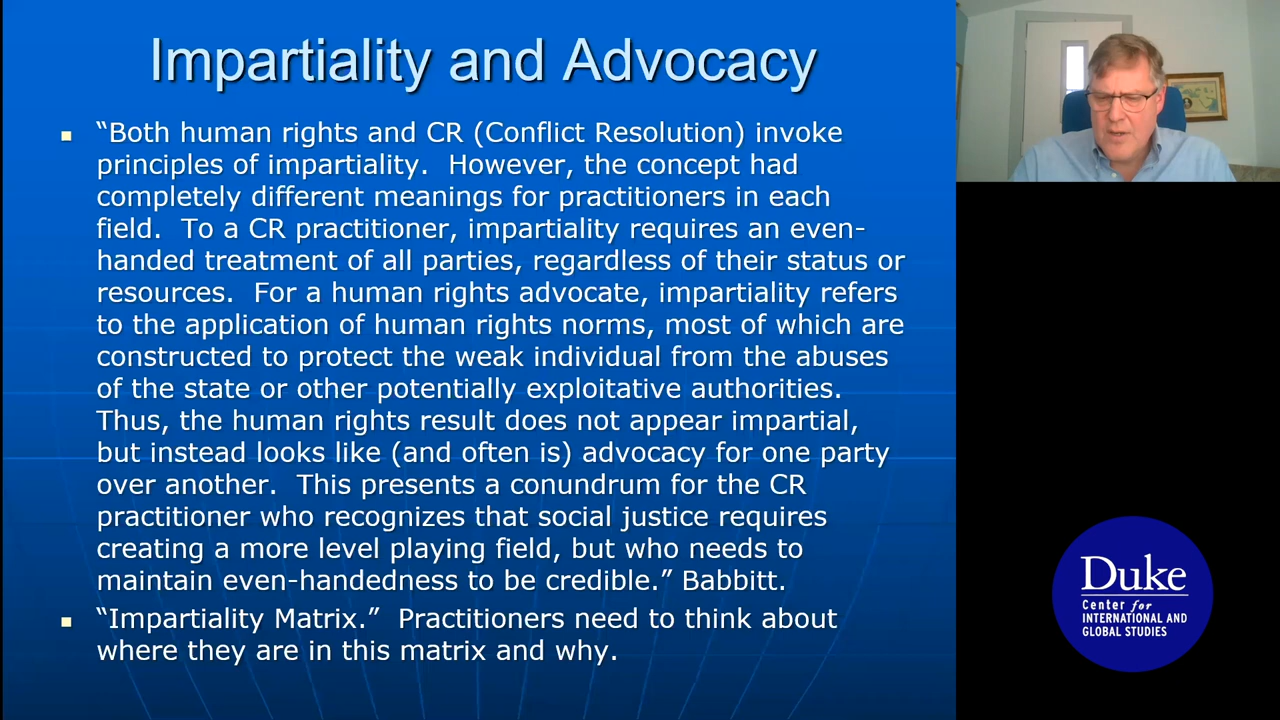 Impartiality and Advocacy
“Both human rights and CR (Conflict Resolution) invoke
principles of impartiality.  However, the concept had
completely different meanings for practitioners in each
field.  To a CR practitioner, impartiality requires an even-
handed treatment of all parties, regardless of their status or
resources.  For a human rights advocate, impartiality refers
to the application of human rights norms, most of which are
constructed to protect the weak individual from the abuses
of the state or other potentially exploitative authorities.
Thus, the human rights result does not appear impartial,
but instead looks like (and often is) advocacy for one party
over another.  This presents a conundrum for the CR
practitioner who recognizes that social justice requires
creating a more level playing field, but who needs to
maintain even-handedness to be credible.” Babbitt.
“Impartiality Matrix.”  Practitioners need to think about
where they are in this matrix and why.
Duke
Center for
INTERNATIONAL AND
GLOBAL STUDIES